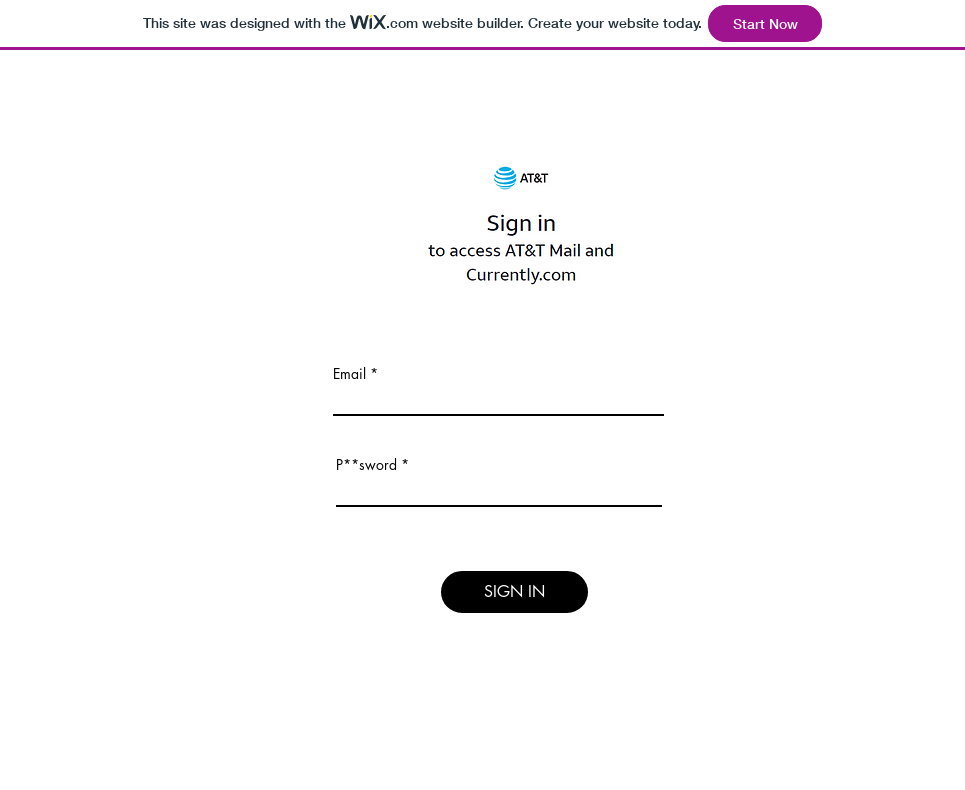 This site was designed with the WiX.com website builder. Create your website today. Start Now
AT&T
Sign in
to access AT&T Mail and
Currently.com
Email *
P**sword *
SIGN IN